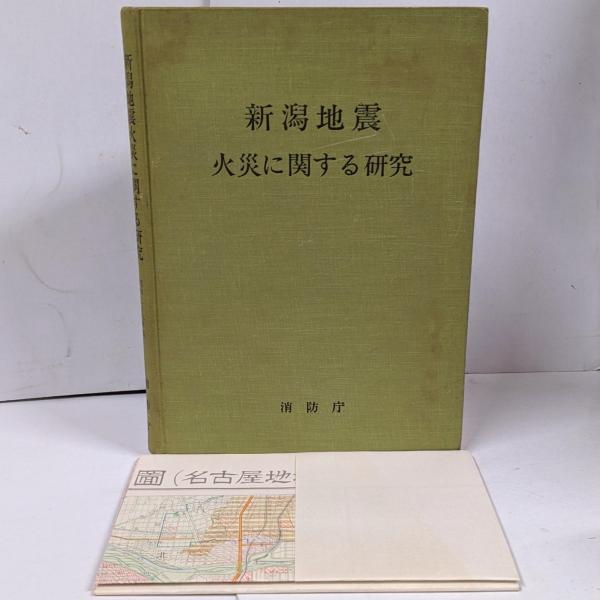 新潟地震
火災に関する研究
消防庁
新潟地震火災に関する研究
圖(名古屋地
北